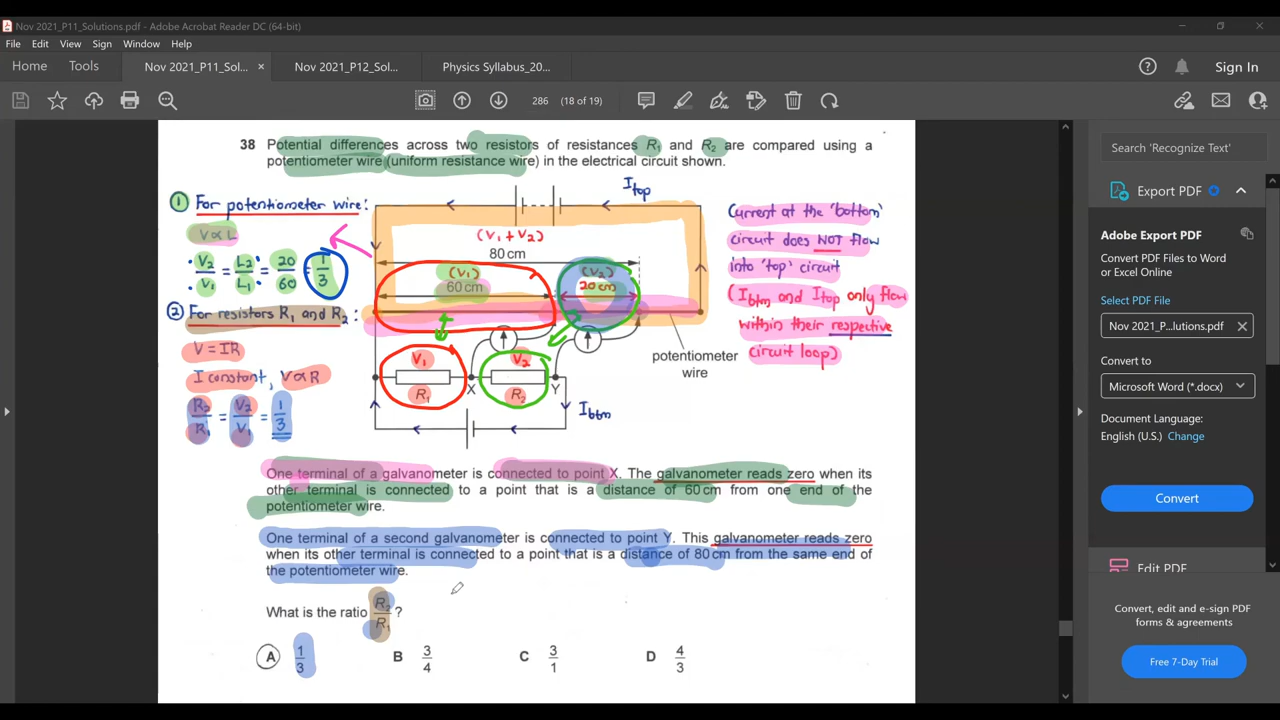 Nov 2021_P11_Solutions.pdf - Adobe Acrobat Reader DC (64-bit)
File Edit View Sign Window Help
Home Tools Nov 2021_P11_Sol... × Nov 2021_P12_Sol... Physics Syllabus_20... Sign In
286 (18 of 19)
38 Potential differences across two resistors of resistances R1 and R2 are compared using a
potentiometer wire (uniform resistance wire) in the electrical circuit shown.
① For potentiometer wire:
V∝L
V2/V1 = L2/L1 = 20/60 = 1/3
② For resistors R1 and R2:
V=IR
I constant, V∝R
R2/R1 = V2/V1 = 1/3
Itop
(V1+V2)
80 cm
(V1)
60 cm
(V2)
20cm
potentiometer
wire
V1
R1
X
V2
R2
Y
Ibtm
Current at the 'bottom'
circuit does NOT flow
into 'top' circuit
(Ibtm and Itop only flow
within their respective
circuit loop)
One terminal of a galvanometer is connected to point X. The galvanometer reads zero when its
other terminal is connected to a point that is a distance of 60 cm from one end of the
potentiometer wire.
One terminal of a second galvanometer is connected to point Y. This galvanometer reads zero
when its other terminal is connected to a point that is a distance of 80 cm from the same end of
the potentiometer wire.
What is the ratio R2/R1 ?
A 1/3 B 3/4 C 3/1 D 4/3
Search 'Recognize Text'
Export PDF
Adobe Export PDF
Convert PDF Files to Word
or Excel Online
Select PDF File
Nov 2021_P...lutions.pdf ×
Convert to
Microsoft Word (*.docx)
Document Language:
English (U.S.) Change
Convert
Edit PDF
Convert, edit and e-sign PDF
forms & agreements
Free 7-Day Trial